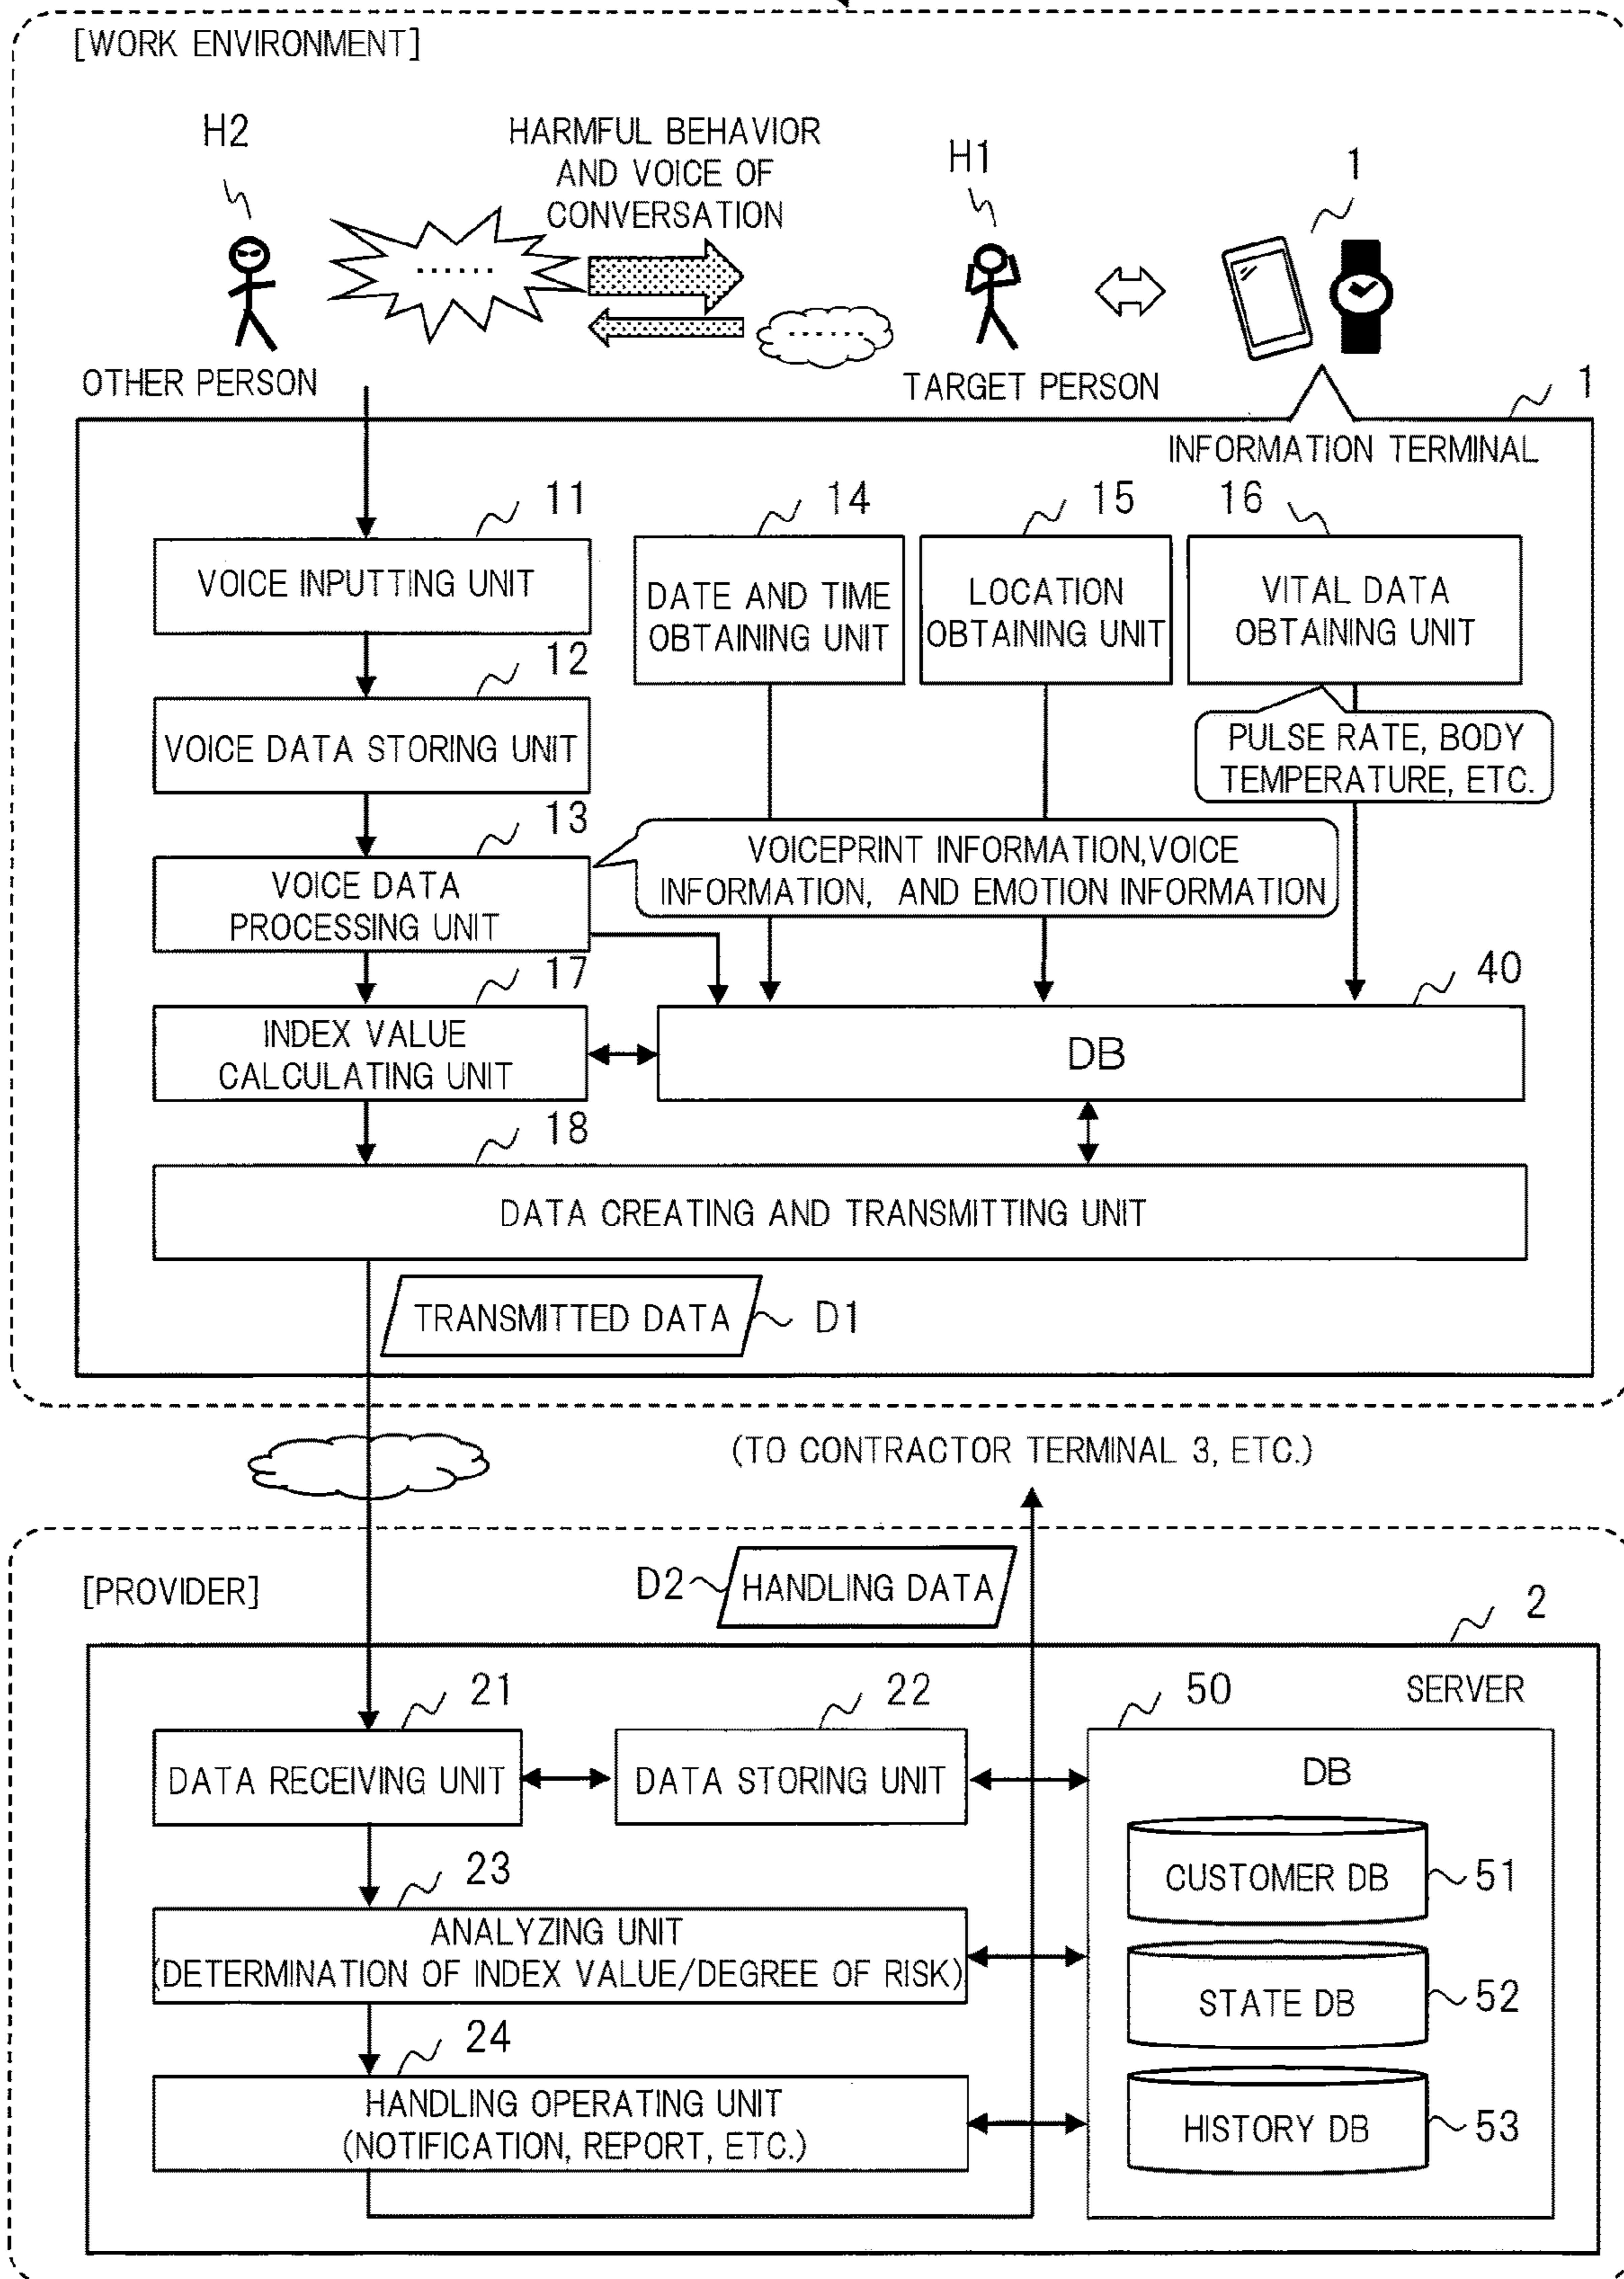 [WORK ENVIRONMENT]
H2
HARMFUL BEHAVIOR
AND VOICE OF
CONVERSATION
H1
1
OTHER PERSON
TARGET PERSON
1
INFORMATION TERMINAL
11
14
15
16
VOICE INPUTTING UNIT
DATE AND TIME
OBTAINING UNIT
LOCATION
OBTAINING UNIT
VITAL DATA
OBTAINING UNIT
12
VOICE DATA STORING UNIT
PULSE RATE, BODY
TEMPERATURE, ETC.
13
VOICE DATA
PROCESSING UNIT
VOICEPRINT INFORMATION,VOICE
INFORMATION, AND EMOTION INFORMATION
17
40
INDEX VALUE
CALCULATING UNIT
DB
18
DATA CREATING AND TRANSMITTING UNIT
TRANSMITTED DATA
D1
(TO CONTRACTOR TERMINAL 3, ETC.)
[PROVIDER]
D2
HANDLING DATA
2
SERVER
21
22
50
DATA RECEIVING UNIT
DATA STORING UNIT
DB
CUSTOMER DB
51
23
ANALYZING UNIT
(DETERMINATION OF INDEX VALUE/DEGREE OF RISK)
STATE DB
52
24
HANDLING OPERATING UNIT
(NOTIFICATION, REPORT, ETC.)
HISTORY DB
53